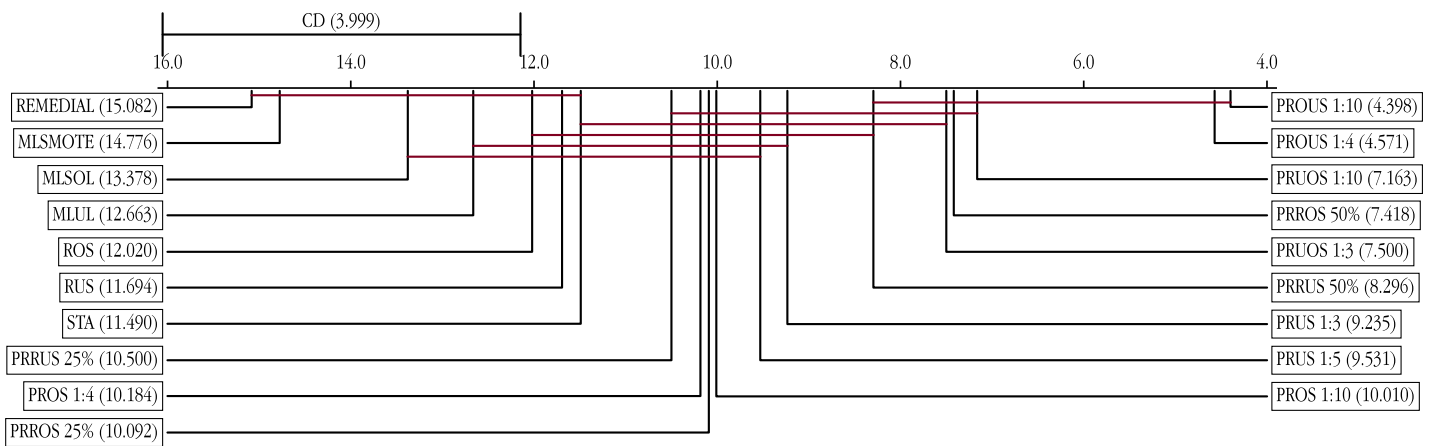 CD (3.999)
16.0 14.0 12.0 10.0 8.0 6.0 4.0
REMEDIAL (15.082)
MLSMOTE (14.776)
MLSOL (13.378)
MLUL (12.663)
ROS (12.020)
RUS (11.694)
STA (11.490)
PRRUS 25% (10.500)
PROS 1:4 (10.184)
PRROS 25% (10.092)
PROUS 1:10 (4.398)
PROUS 1:4 (4.571)
PRUOS 1:10 (7.163)
PRROS 50% (7.418)
PRUOS 1:3 (7.500)
PRRUS 50% (8.296)
PRUS 1:3 (9.235)
PRUS 1:5 (9.531)
PROS 1:10 (10.010)